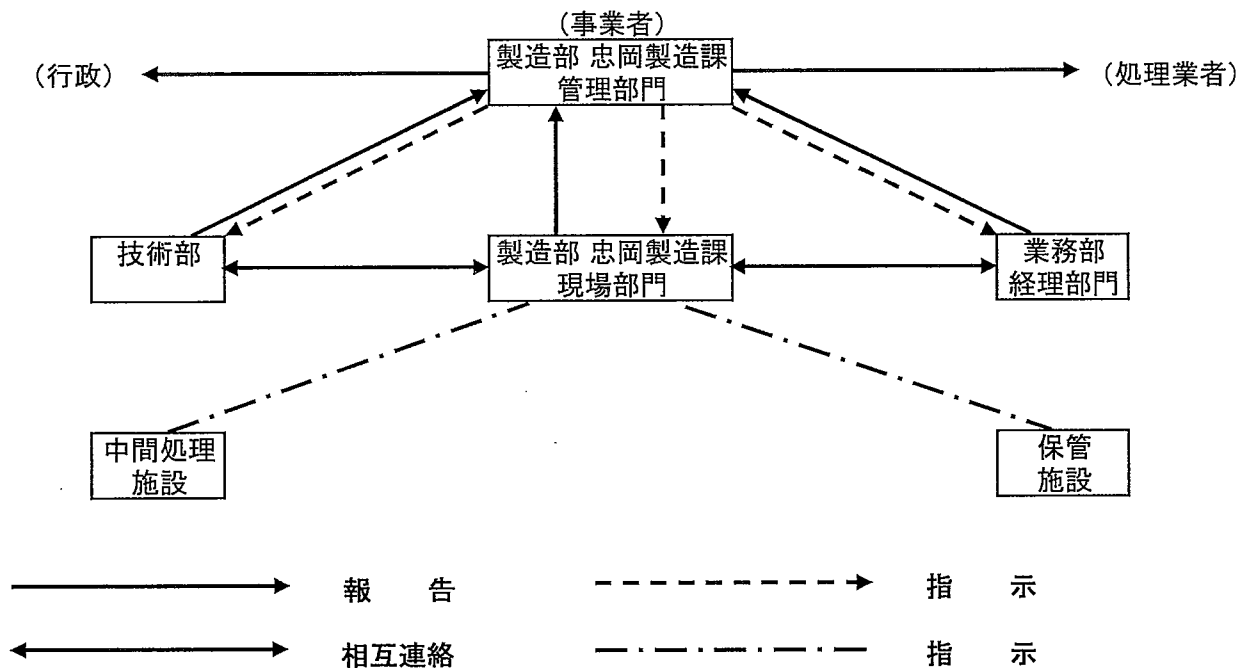 (事業者)
製造部 忠岡製造課
管理部門
(行政)
(処理業者)
技術部
製造部 忠岡製造課
現場部門
業務部
経理部門
中間処理
施設
保管
施設
報 告
指 示
相互連絡
指 示